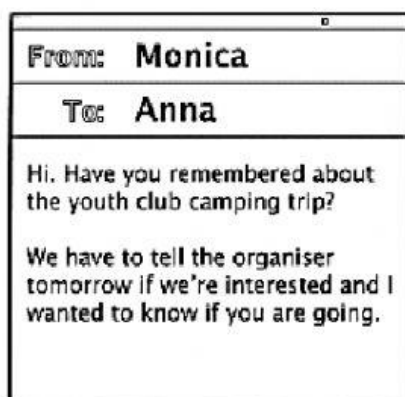 From: Monica
To: Anna
Hi. Have you remembered about
the youth club camping trip?
We have to tell the organiser
tomorrow if we're interested and I
wanted to know if you are going.